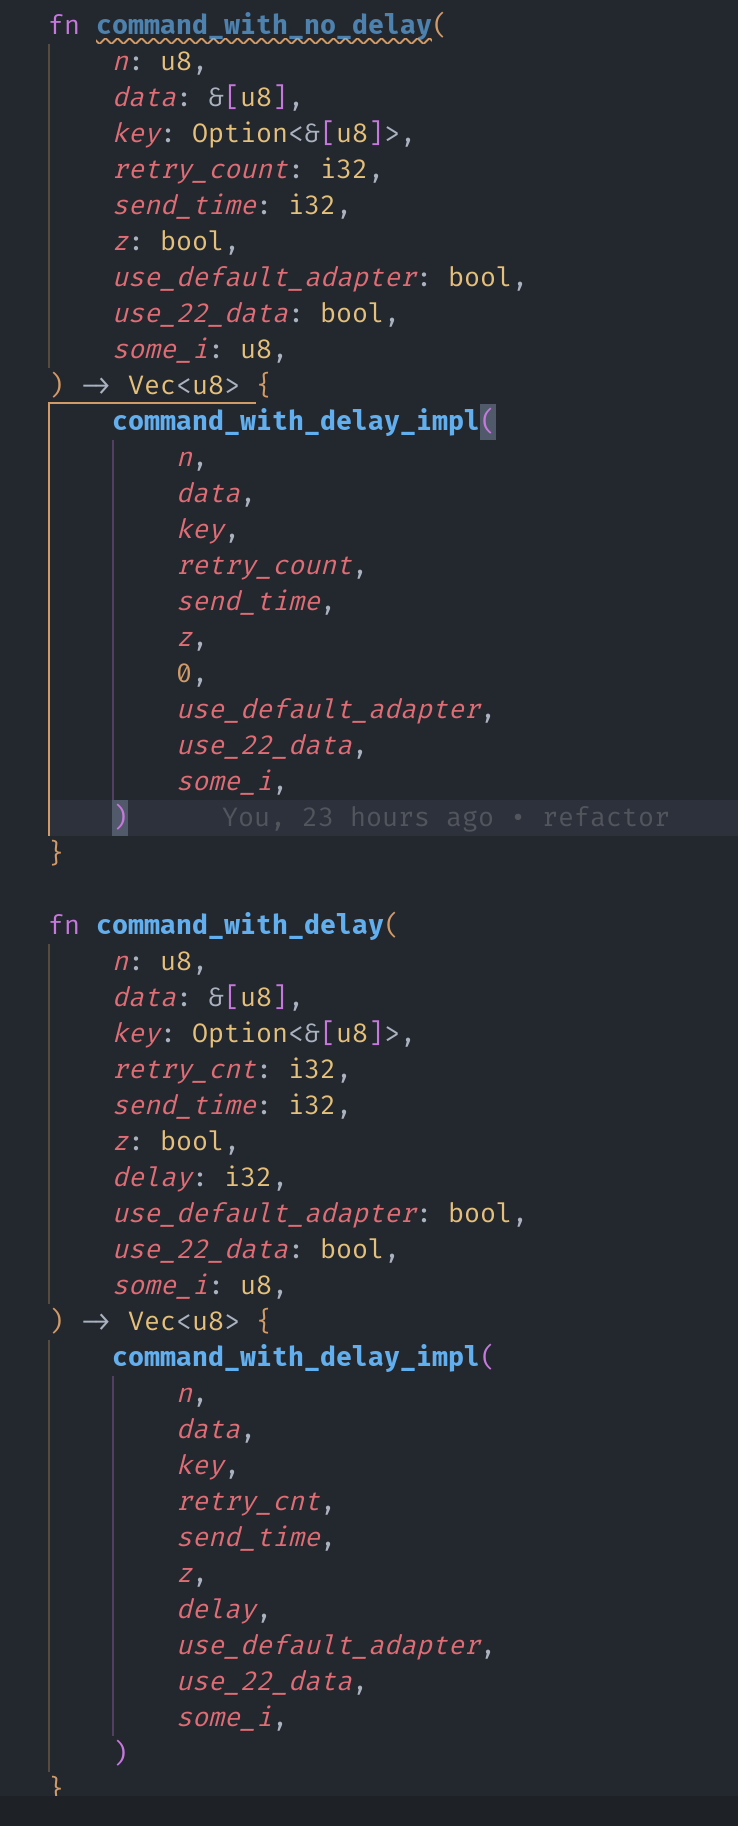 fn command_with_no_delay(
    n: u8,
    data: &[u8],
    key: Option<&[u8]>,
    retry_count: i32,
    send_time: i32,
    z: bool,
    use_default_adapter: bool,
    use_22_data: bool,
    some_i: u8,
) -> Vec<u8> {
    command_with_delay_impl(
        n,
        data,
        key,
        retry_count,
        send_time,
        z,
        0,
        use_default_adapter,
        use_22_data,
        some_i,
    )      You, 23 hours ago • refactor
}

fn command_with_delay(
    n: u8,
    data: &[u8],
    key: Option<&[u8]>,
    retry_cnt: i32,
    send_time: i32,
    z: bool,
    delay: i32,
    use_default_adapter: bool,
    use_22_data: bool,
    some_i: u8,
) -> Vec<u8> {
    command_with_delay_impl(
        n,
        data,
        key,
        retry_cnt,
        send_time,
        z,
        delay,
        use_default_adapter,
        use_22_data,
        some_i,
    )
}